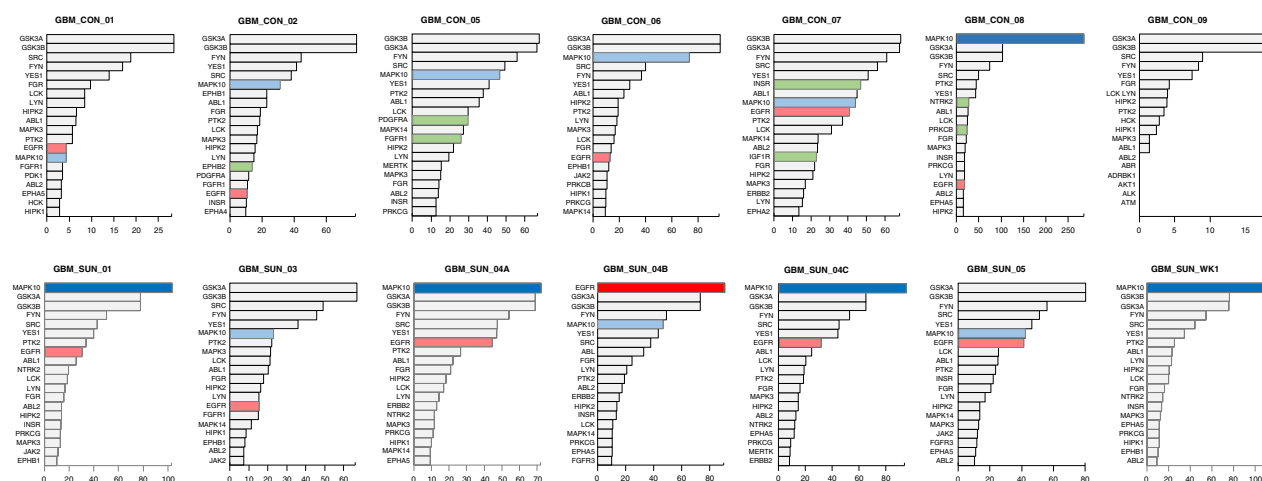 GBM_CON_01
GSK3A
GSK3B
SRC
FYN
YES1
FGR
LCK
LYN
HIPK2
ABL1
MAPK3
PTK2
EGFR
MAPK10
FGFR1
PDK1
ABL2
EPHA5
HCK
HIPK1
0 5 10 15 20 25
GBM_CON_02
GSK3A
GSK3B
FYN
YES1
SRC
MAPK10
EPHB1
ABL1
FGR
PTK2
LCK
MAPK3
HIPK2
LYN
EPHB2
PDGFRA
FGFR1
EGFR
INSR
EPHA4
0 20 40 60
GBM_CON_05
GSK3B
GSK3A
FYN
SRC
MAPK10
YES1
PTK2
ABL1
LCK
PDGFRA
MAPK14
FGFR1
HIPK2
LYN
MERTK
MAPK3
FGR
ABL2
INSR
PRKCG
0 10 20 30 40 50 60
GBM_CON_06
GSK3A
GSK3B
MAPK10
SRC
FYN
YES1
ABL1
HIPK2
PTK2
LYN
MAPK3
LCK
FGR
EGFR
EPHB1
JAK2
PRKCB
HIPK1
PRKCG
MAPK14
0 20 40 60 80
GBM_CON_07
GSK3B
GSK3A
FYN
SRC
YES1
INSR
ABL1
MAPK10
EGFR
PTK2
LCK
MAPK14
ABL2
IGF1R
FGR
HIPK2
MAPK3
ERBB2
LYN
EPHA2
0 10 20 30 40 50 60
GBM_CON_08
MAPK10
GSK3A
GSK3B
FYN
SRC
PTK2
YES1
NTRK2
ABL1
LCK
PRKCB
FGR
MAPK3
INSR
PRKCG
LYN
EGFR
ABL2
EPHA5
HIPK2
0 50 100 150 200 250
GBM_CON_09
GSK3A
GSK3B
SRC
FYN
YES1
FGR
LCK LYN
HIPK2
PTK2
HCK
HIPK1
MAPK3
ABL1
ABL2
ABR
ADRBK1
AKT1
ALK
ATM
0 5 10 15
GBM_SUN_01
MAPK10
GSK3A
GSK3B
FYN
SRC
YES1
PTK2
EGFR
ABL1
NTRK2
LCK
LYN
FGR
ABL2
HIPK2
INSR
PRKCG
MAPK3
JAK2
EPHB1
0 20 40 60 80 100
GBM_SUN_03
GSK3A
GSK3B
SRC
FYN
YES1
MAPK10
PTK2
MAPK3
LCK
ABL1
FGR
HIPK2
LYN
EGFR
FGFR1
MAPK14
HIPK1
EPHB1
ABL2
JAK2
0 10 20 30 40 50 60
GBM_SUN_04A
MAPK10
GSK3A
GSK3B
FYN
SRC
YES1
EGFR
PTK2
ABL1
FGR
HIPK2
LCK
LYN
ERBB2
NTRK2
MAPK3
PRKCG
HIPK1
MAPK14
EPHA5
0 10 20 30 40 50 60 70
GBM_SUN_04B
EGFR
GSK3A
GSK3B
FYN
MAPK10
YES1
SRC
ABL
FGR
LYN
PTK2
ABL2
ERBB2
HIPK2
INSR
LCK
MAPK14
PRKCG
EPHA5
FGFR3
0 20 40 60 80
GBM_SUN_04C
MAPK10
GSK3A
GSK3B
FYN
SRC
YES1
EGFR
ABL1
LCK
LYN
PTK2
FGR
MAPK3
HIPK2
ABL2
NTRK2
EPHA5
PRKCG
MERTK
ERBB2
0 20 40 60 80
GBM_SUN_05
GSK3A
GSK3B
FYN
SRC
YES1
MAPK10
EGFR
LCK
ABL1
PTK2
INSR
FGR
LYN
HIPK2
MAPK14
MAPK3
JAK2
FGFR3
EPHA5
ABL2
0 20 40 60 80
GBM_SUN_WK1
MAPK10
GSK3B
GSK3A
FYN
SRC
YES1
PTK2
ABL1
LYN
HIPK2
LCK
FGR
NTRK2
INSR
MAPK3
EPHA5
PRKCG
HIPK1
EPHB1
ABL2
0 20 40 60 80 100